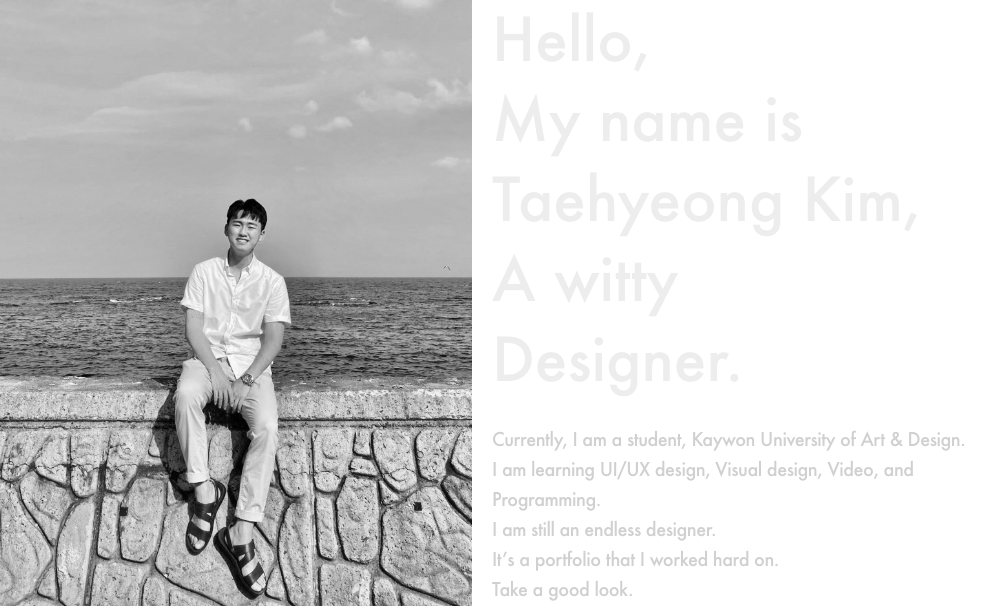 Hello,
My name is
Taehyeong Kim,
A witty
Designer.
Currently, I am a student, Kaywon University of Art & Design.
I am learning UI/UX design, Visual design, Video, and
Programming.
I am still an endless designer.
It’s a portfolio that I worked hard on.
Take a good look.